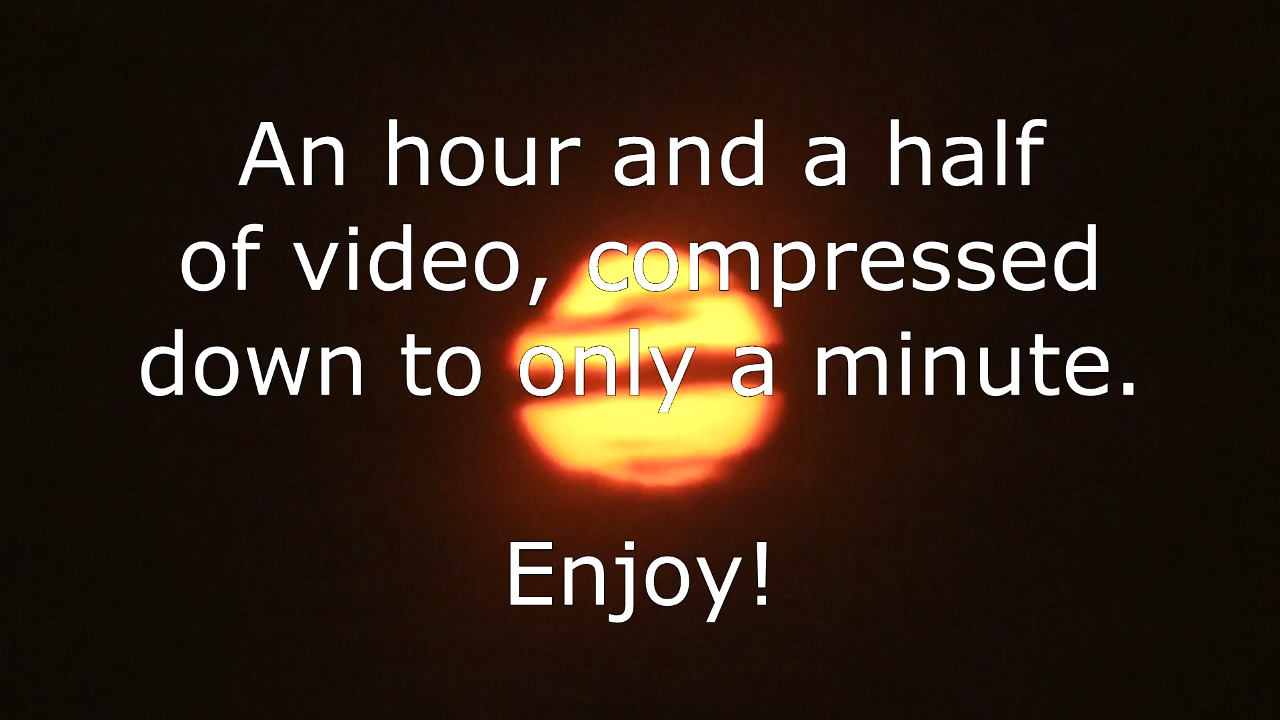 An hour and a half
of video, compressed
down to only a minute.
Enjoy!